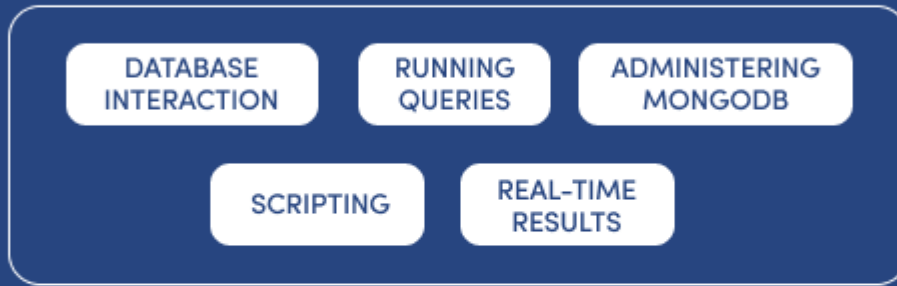 DATABASE
INTERACTION
RUNNING
QUERIES
ADMINISTERING
MONGODB
SCRIPTING
REAL-TIME
RESULTS